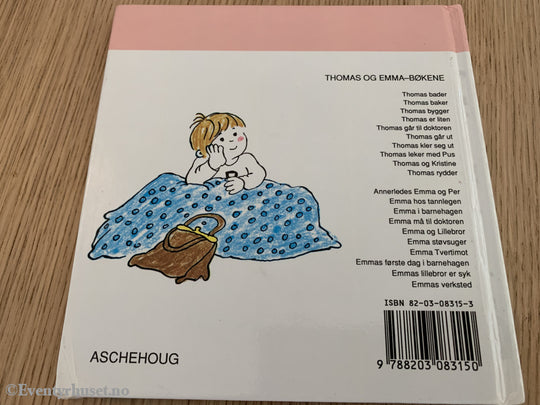 THOMAS OG EMMA–BØKENE
Thomas bader
Thomas baker
Thomas bygger
Thomas er liten
Thomas går til doktoren
Thomas går ut
Thomas kler seg ut
Thomas leker med Pus
Thomas og Kristine
Thomas rydder
Annerledes Emma og Per
Emma hos tannlegen
Emma i barnehagen
Emma må til doktoren
Emma og Lillebror
Emma støvsuger
Emma Tvertimot
Emmas første dag i barnehagen
Emmas lillebror er syk
Emmas verksted
ISBN 82-03-08315-3
9 788203 083150
ASCHEHOUG
© Eventyrhuset.no